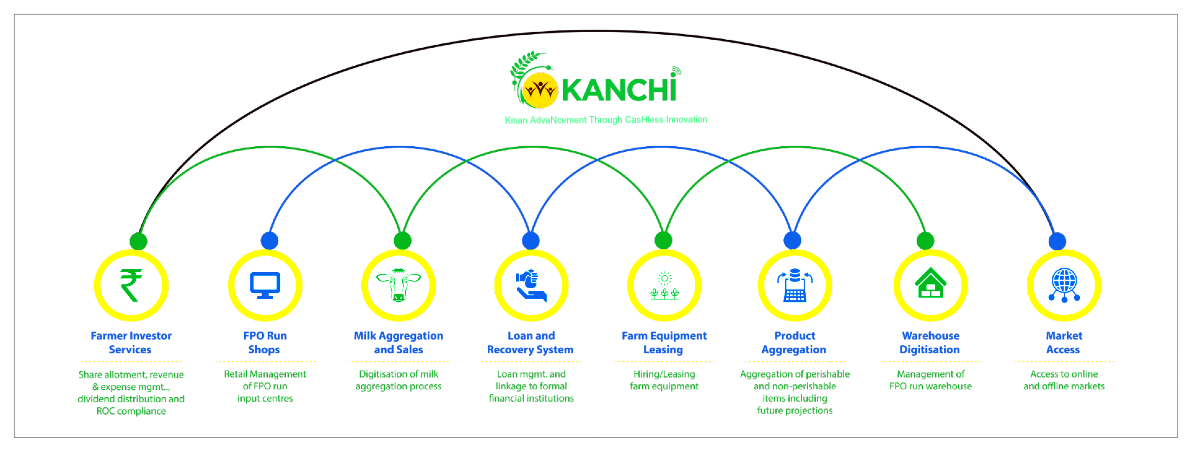 KANCHI
Kisan AdvaNcement Through CasHless Innovation
Farmer Investor
Services
Share allotment, revenue
& expense mgmt..,
dividend distribution and
ROC compliance
FPO Run
Shops
Retail Management
of FPO run
input centres
Milk Aggregation
and Sales
Digitisation of milk
aggregation process
Loan and
Recovery System
Loan mgmt. and
linkage to formal
financial institutions
Farm Equipment
Leasing
Hiring/Leasing
farm equipment
Product
Aggregation
Aggregation of perishable
and non-perishable
items including
future projections
Warehouse
Digitisation
Management of
FPO run warehouse
Market
Access
Access to online
and offline markets